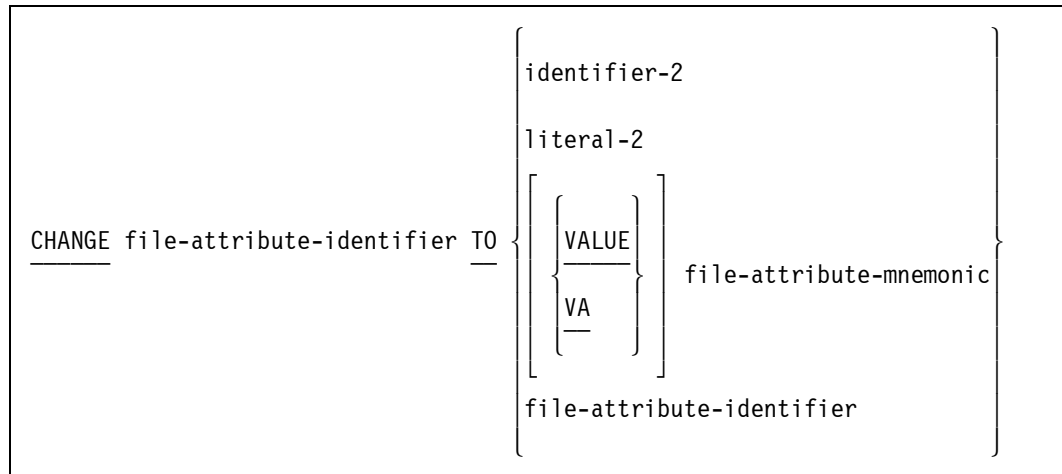 identifier-2
literal-2
VALUE
CHANGE file-attribute-identifier TO
file-attribute-mnemonic
VA
file-attribute-identifier